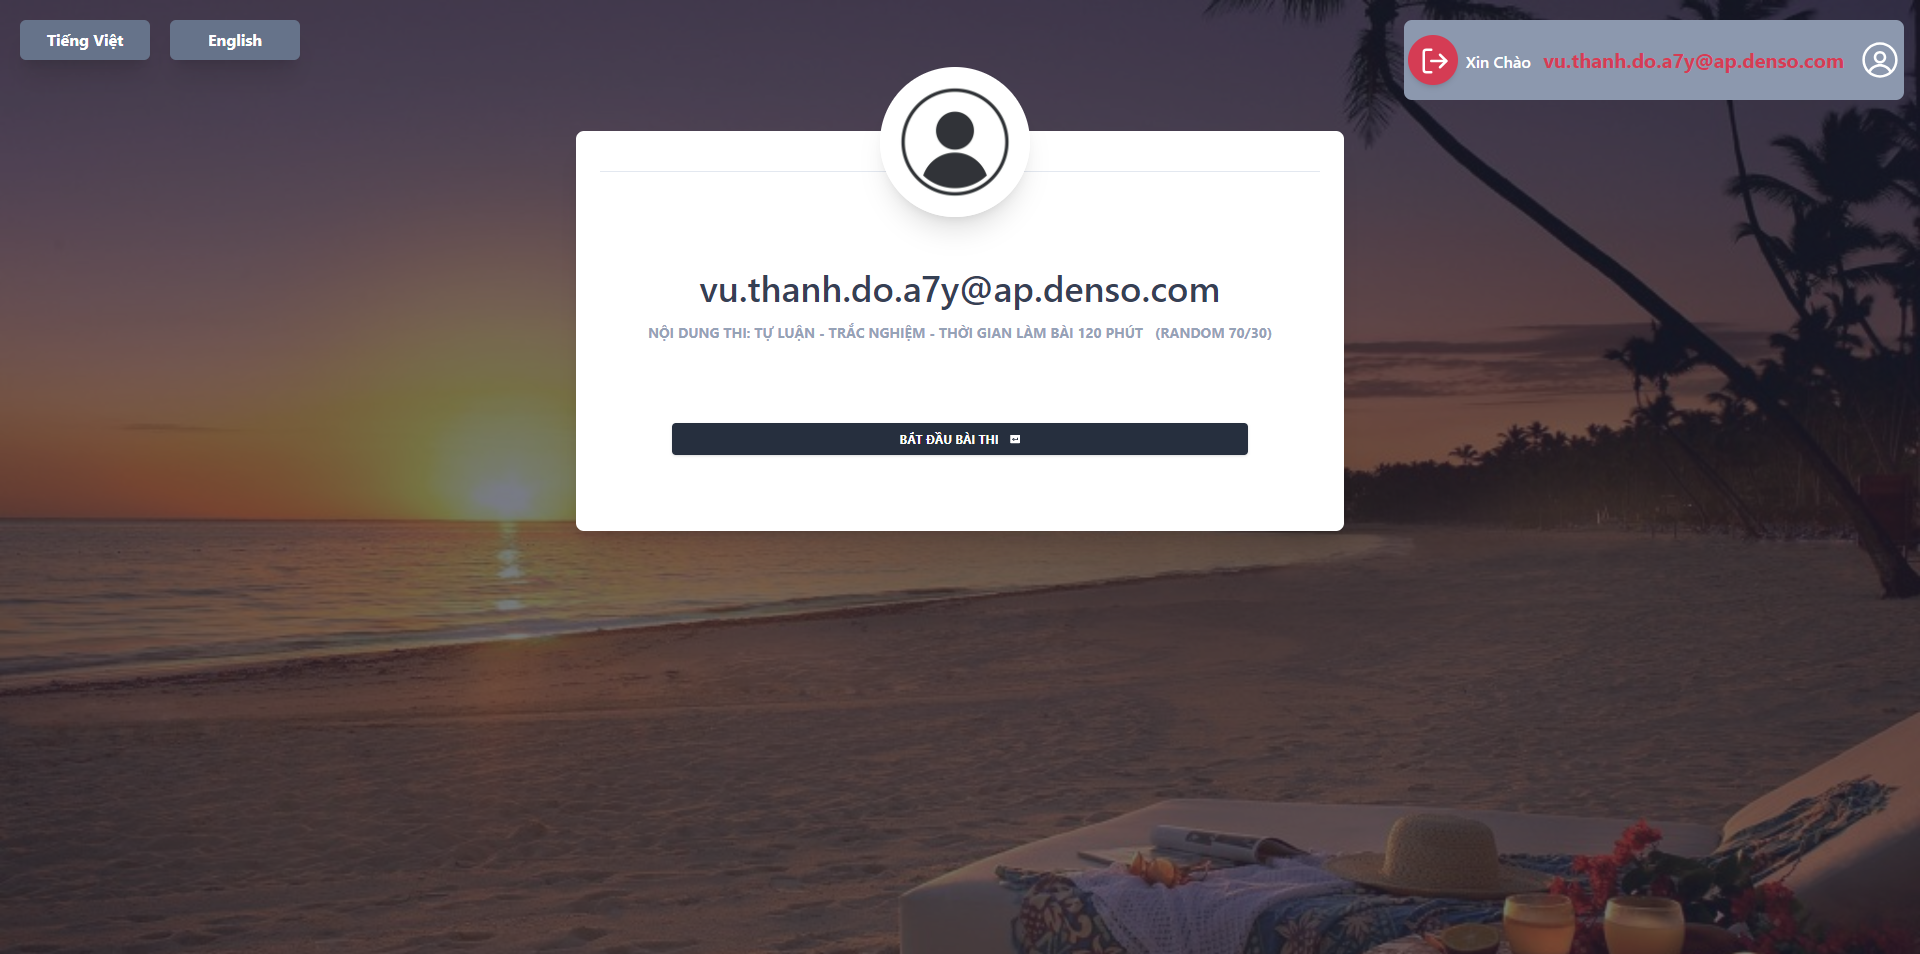 Tiếng Việt
English
Xin Chào vu.thanh.do.a7y@ap.denso.com
vu.thanh.do.a7y@ap.denso.com
NỘI DUNG THI: TỰ LUẬN - TRẮC NGHIỆM - THỜI GIAN LÀM BÀI 120 PHÚT (RANDOM 70/30)
BẮT ĐẦU BÀI THI